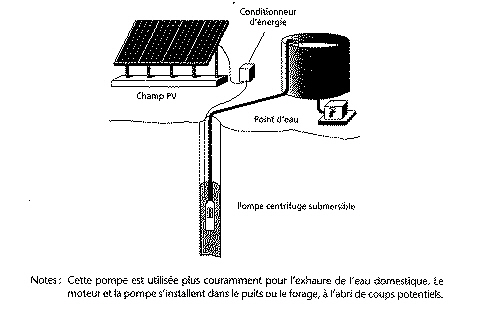 Conditionneur
d'énergie
Champ PV
Point d'eau
Pompe centrifuge submersible
Notes : Cette pompe est utilisée plus couramment pour l'exhaure de l'eau domestique. Le
moteur et la pompe s'installent dans le puits ou le forage, à l'abri de coups potentiels.